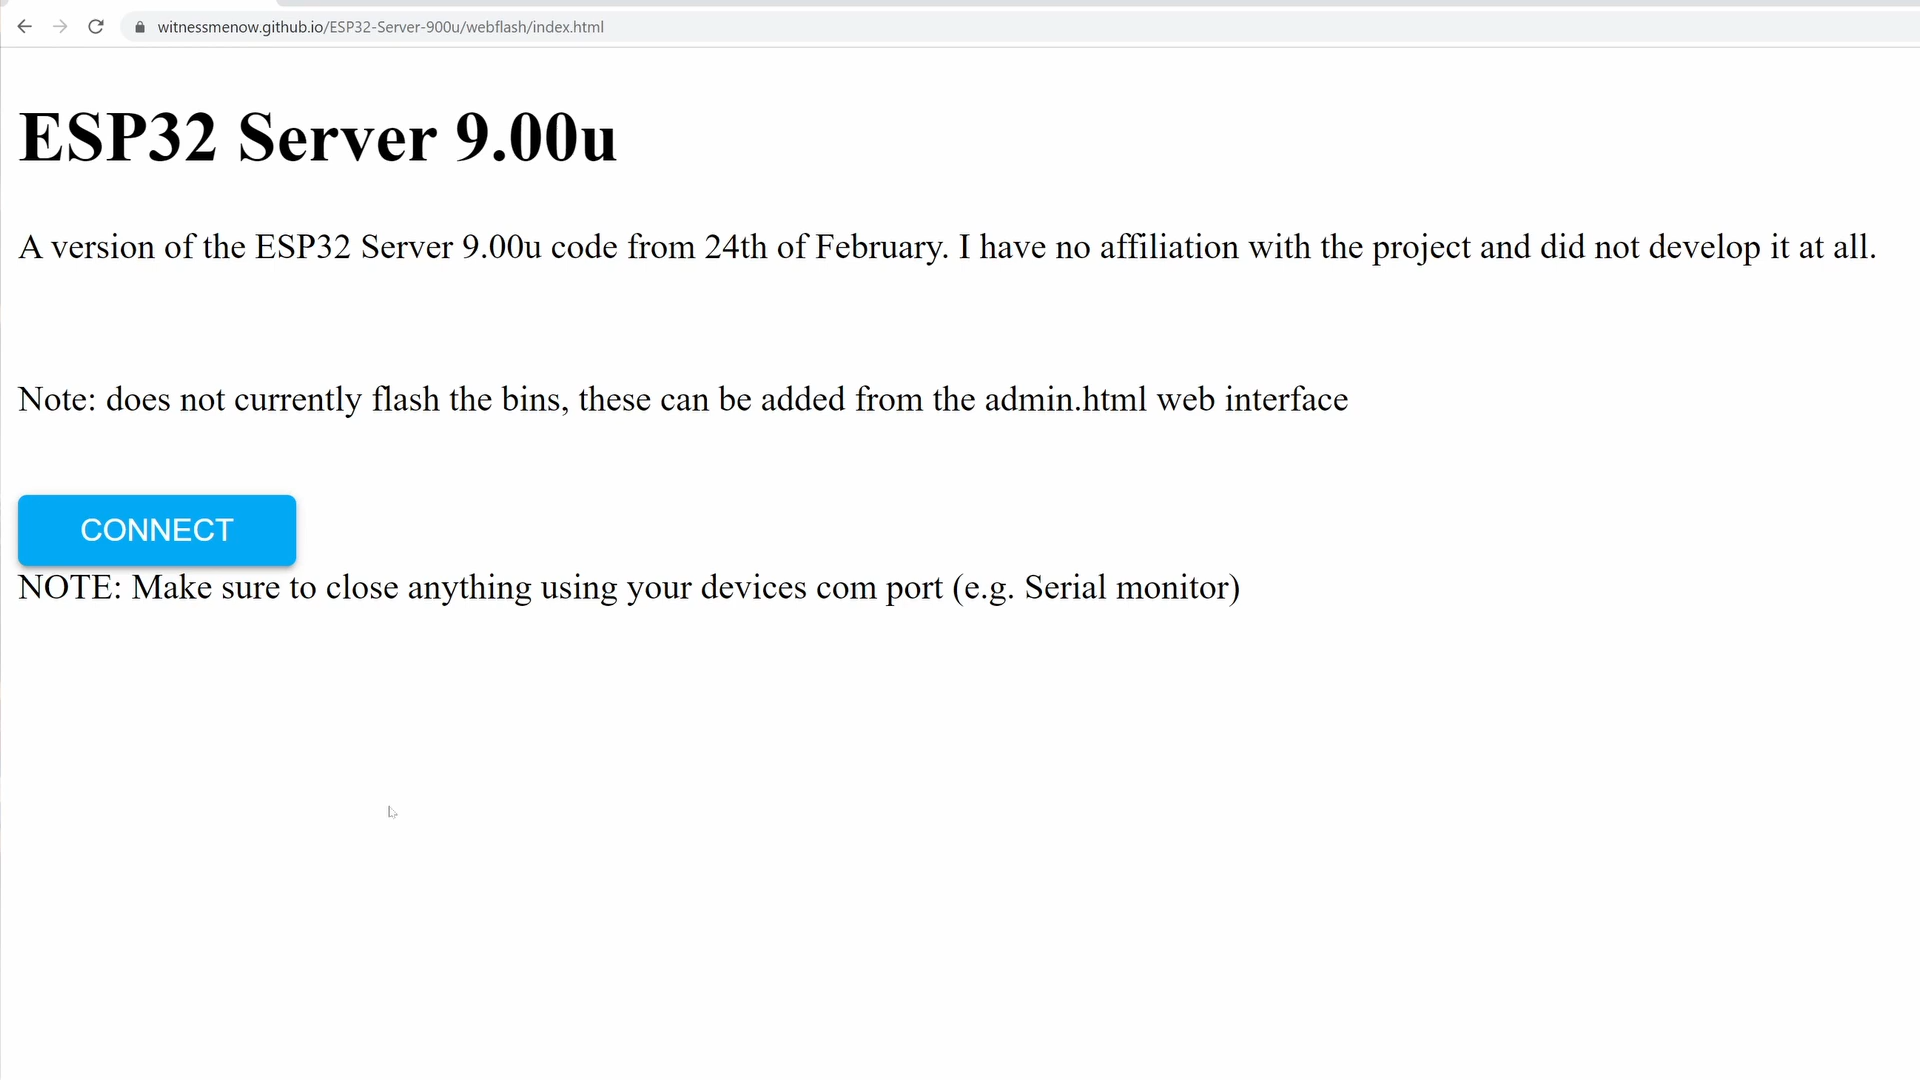 witnessmenow.github.io/ESP32-Server-900u/webflash/index.html
ESP32 Server 9.00u
A version of the ESP32 Server 9.00u code from 24th of February. I have no affiliation with the project and did not develop it at all.
Note: does not currently flash the bins, these can be added from the admin.html web interface
CONNECT
NOTE: Make sure to close anything using your devices com port (e.g. Serial monitor)